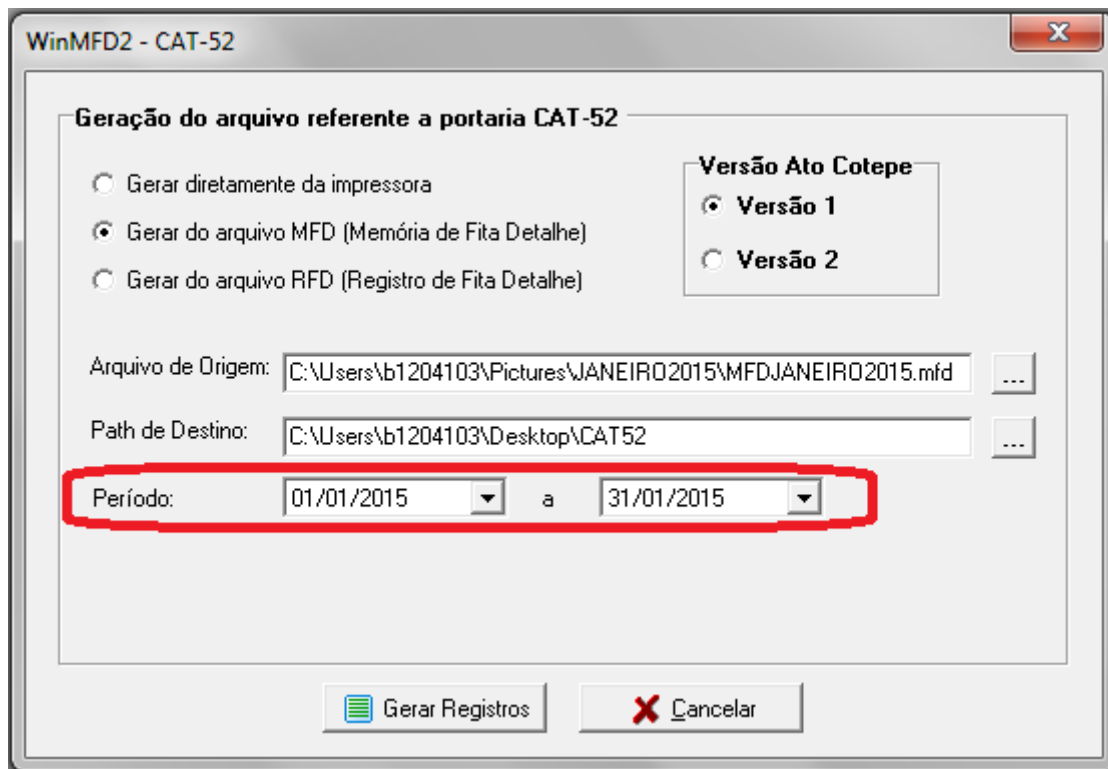 WinMFD2 - CAT-52
Geração do arquivo referente a portaria CAT-52
Gerar diretamente da impressora
Gerar do arquivo MFD (Memória de Fita Detalhe)
Gerar do arquivo RFD (Registro de Fita Detalhe)
Versão Ato Cotepe
Versão 1
Versão 2
Arquivo de Origem: C:\Users\b1204103\Pictures\JANEIRO2015\MFDJANEIRO2015.mfd ...
Path de Destino: C:\Users\b1204103\Desktop\CAT52 ...
Período: 01/01/2015 a 31/01/2015
Gerar Registros Cancelar